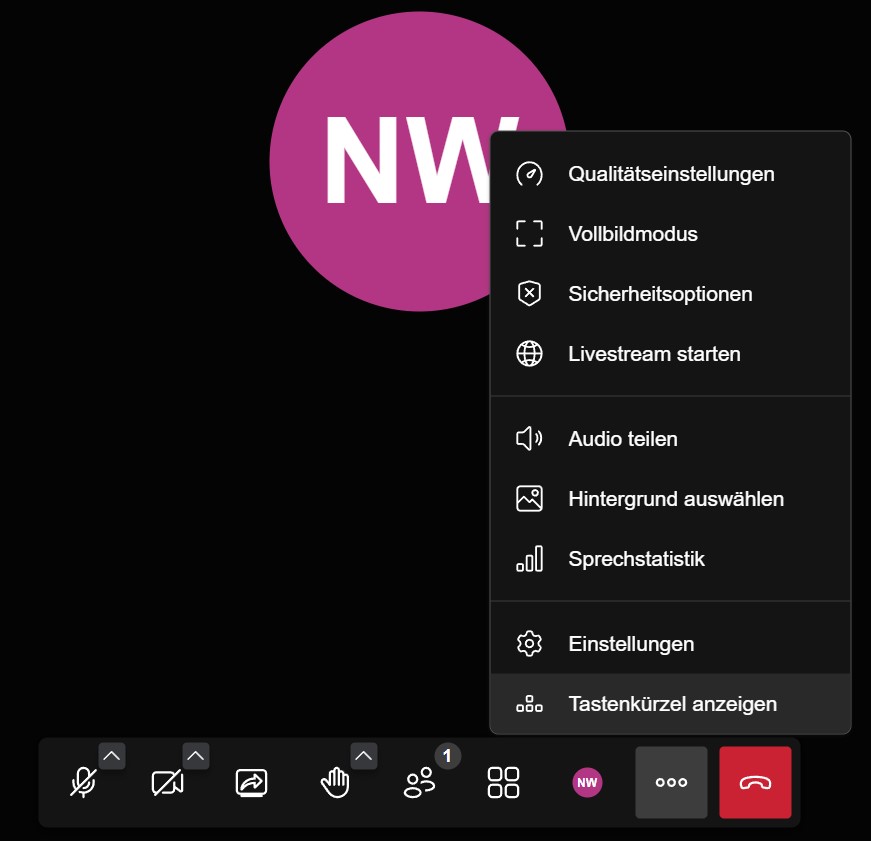 NW
Qualitätseinstellungen
Vollbildmodus
Sicherheitsoptionen
Livestream starten
Audio teilen
Hintergrund auswählen
Sprechstatistik
Einstellungen
Tastenkürzel anzeigen
1
NW